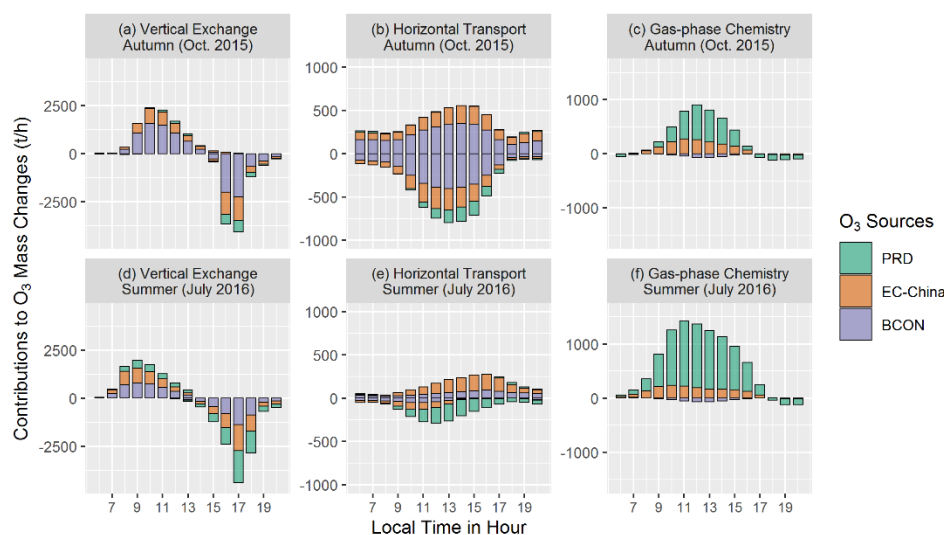 (a) Vertical Exchange
Autumn (Oct. 2015)
(b) Horizontal Transport
Autumn (Oct. 2015)
(c) Gas-phase Chemistry
Autumn (Oct. 2015)
2500
0
-2500
1000
500
0
-500
-1000
1000
0
-1000
(d) Vertical Exchange
Summer (July 2016)
(e) Horizontal Transport
Summer (July 2016)
(f) Gas-phase Chemistry
Summer (July 2016)
2500
0
-2500
1000
500
0
-500
-1000
1000
0
-1000
7 9 11 13 15 17 19
7 9 11 13 15 17 19
7 9 11 13 15 17 19
Local Time in Hour
Contributions to O₃ Mass Changes (t/h)
O₃ Sources
PRD
EC-China
BCON